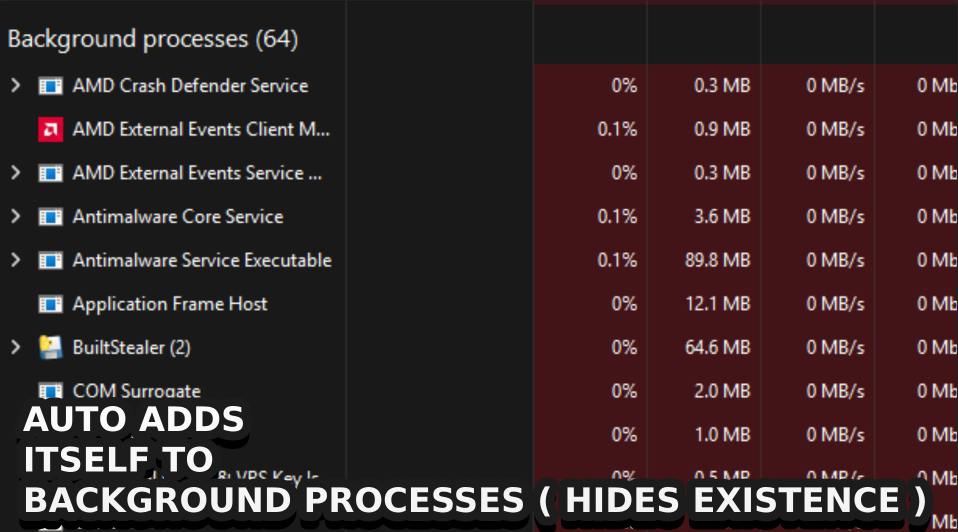 Background processes (64)
AMD Crash Defender Service 0% 0.3 MB 0 MB/s 0 Mb
AMD External Events Client M... 0.1% 0.9 MB 0 MB/s 0 Mb
AMD External Events Service ... 0% 0.3 MB 0 MB/s 0 Mb
Antimalware Core Service 0.1% 3.6 MB 0 MB/s 0 Mb
Antimalware Service Executable 0.1% 89.8 MB 0 MB/s 0 Mb
Application Frame Host 0% 12.1 MB 0 MB/s 0 Mb
BuiltStealer (2) 0% 64.6 MB 0 MB/s 0 Mb
COM Surrogate 0% 2.0 MB 0 MB/s 0 Mb
0% 1.0 MB 0 MB/s 0 Mb
VPS Key 0% 0.5 MB 0 MB/s 0 Mb
AUTO ADDS
ITSELF TO
BACKGROUND PROCESSES ( HIDES EXISTENCE )